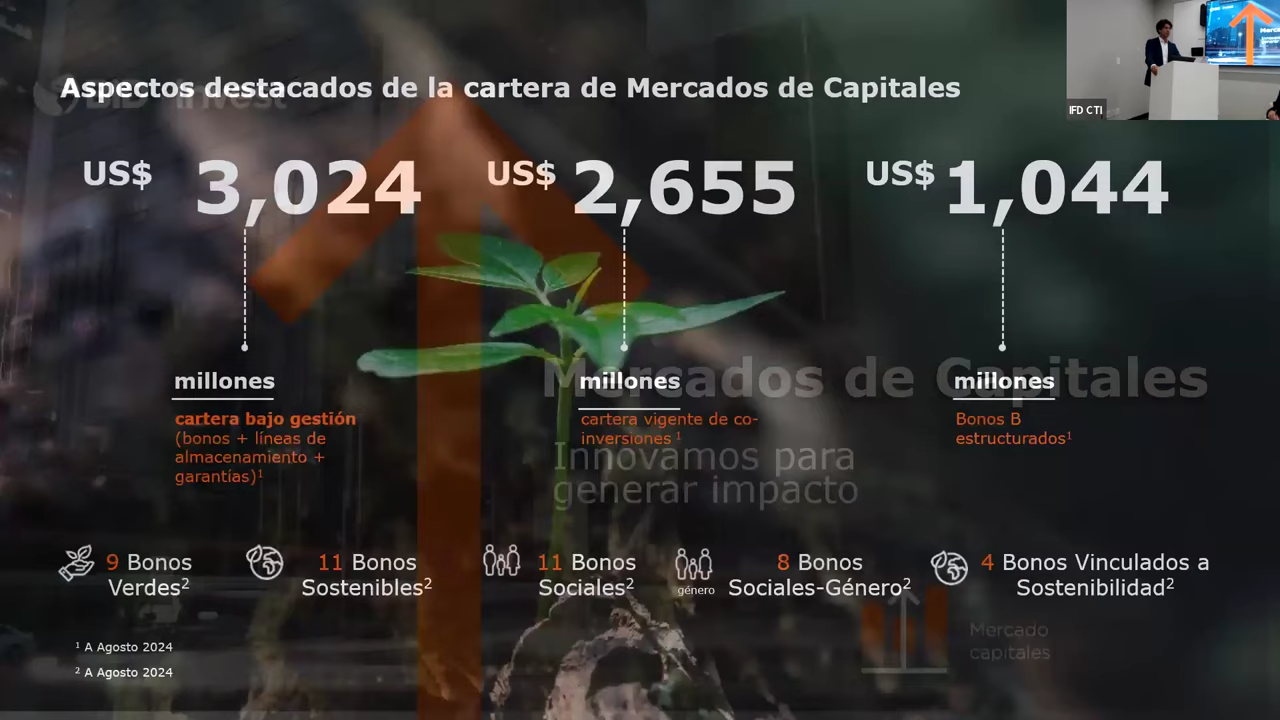 BID Invest
Aspectos destacados de la cartera de Mercados de Capitales
IFD CTI
US$ 3,024
US$ 2,655
US$ 1,044
millones
cartera bajo gestión
(bonos + líneas de
almacenamiento +
garantías)¹
millones
cartera vigente de co-
inversiones ¹
millones
Bonos B
estructurados¹
Mercados de Capitales
Innovamos para
generar impacto
9 Bonos
Verdes²
11 Bonos
Sostenibles²
11 Bonos
Sociales²
género
8 Bonos
Sociales-Género²
4 Bonos Vinculados a
Sostenibilidad²
Mercado
capitales
¹ A Agosto 2024
² A Agosto 2024